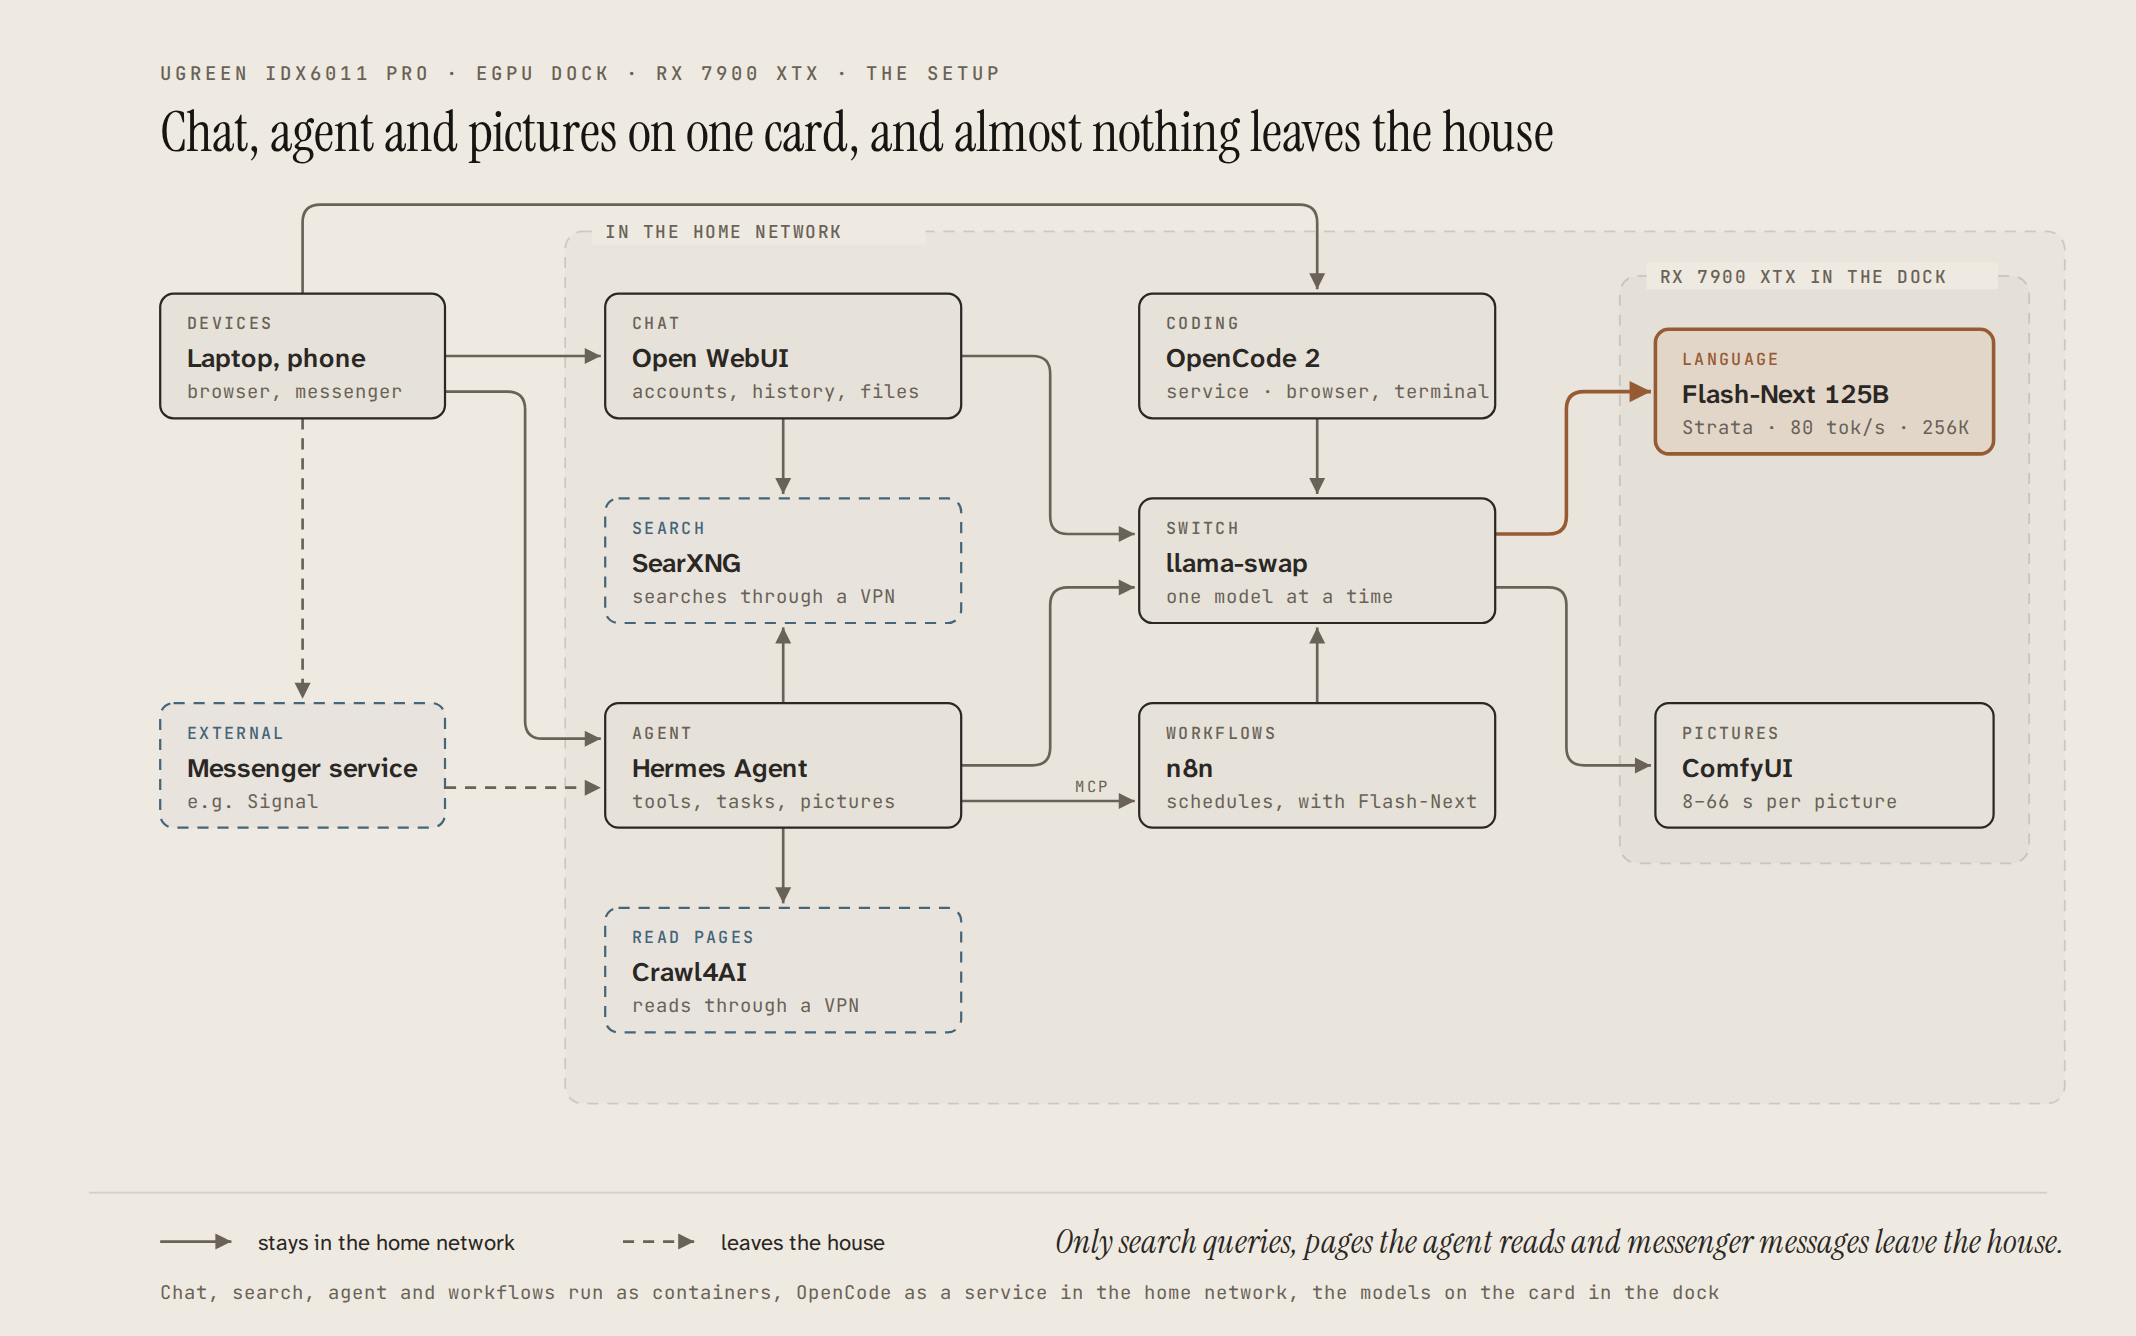 UGREEN IDX6011 PRO · EGPU DOCK · RX 7900 XTX · THE SETUP
Chat, agent and pictures on one card, and almost nothing leaves the house
IN THE HOME NETWORK
RX 7900 XTX IN THE DOCK
DEVICES
Laptop, phone
browser, messenger
CHAT
Open WebUI
accounts, history, files
CODING
OpenCode 2
service · browser, terminal
LANGUAGE
Flash-Next 125B
Strata · 80 tok/s · 256K
SEARCH
SearXNG
searches through a VPN
SWITCH
llama-swap
one model at a time
EXTERNAL
Messenger service
e.g. Signal
AGENT
Hermes Agent
tools, tasks, pictures
MCP
WORKFLOWS
n8n
schedules, with Flash-Next
PICTURES
ComfyUI
8–66 s per picture
READ PAGES
Crawl4AI
reads through a VPN
stays in the home network
leaves the house
Only search queries, pages the agent reads and messenger messages leave the house.
Chat, search, agent and workflows run as containers, OpenCode as a service in the home network, the models on the card in the dock